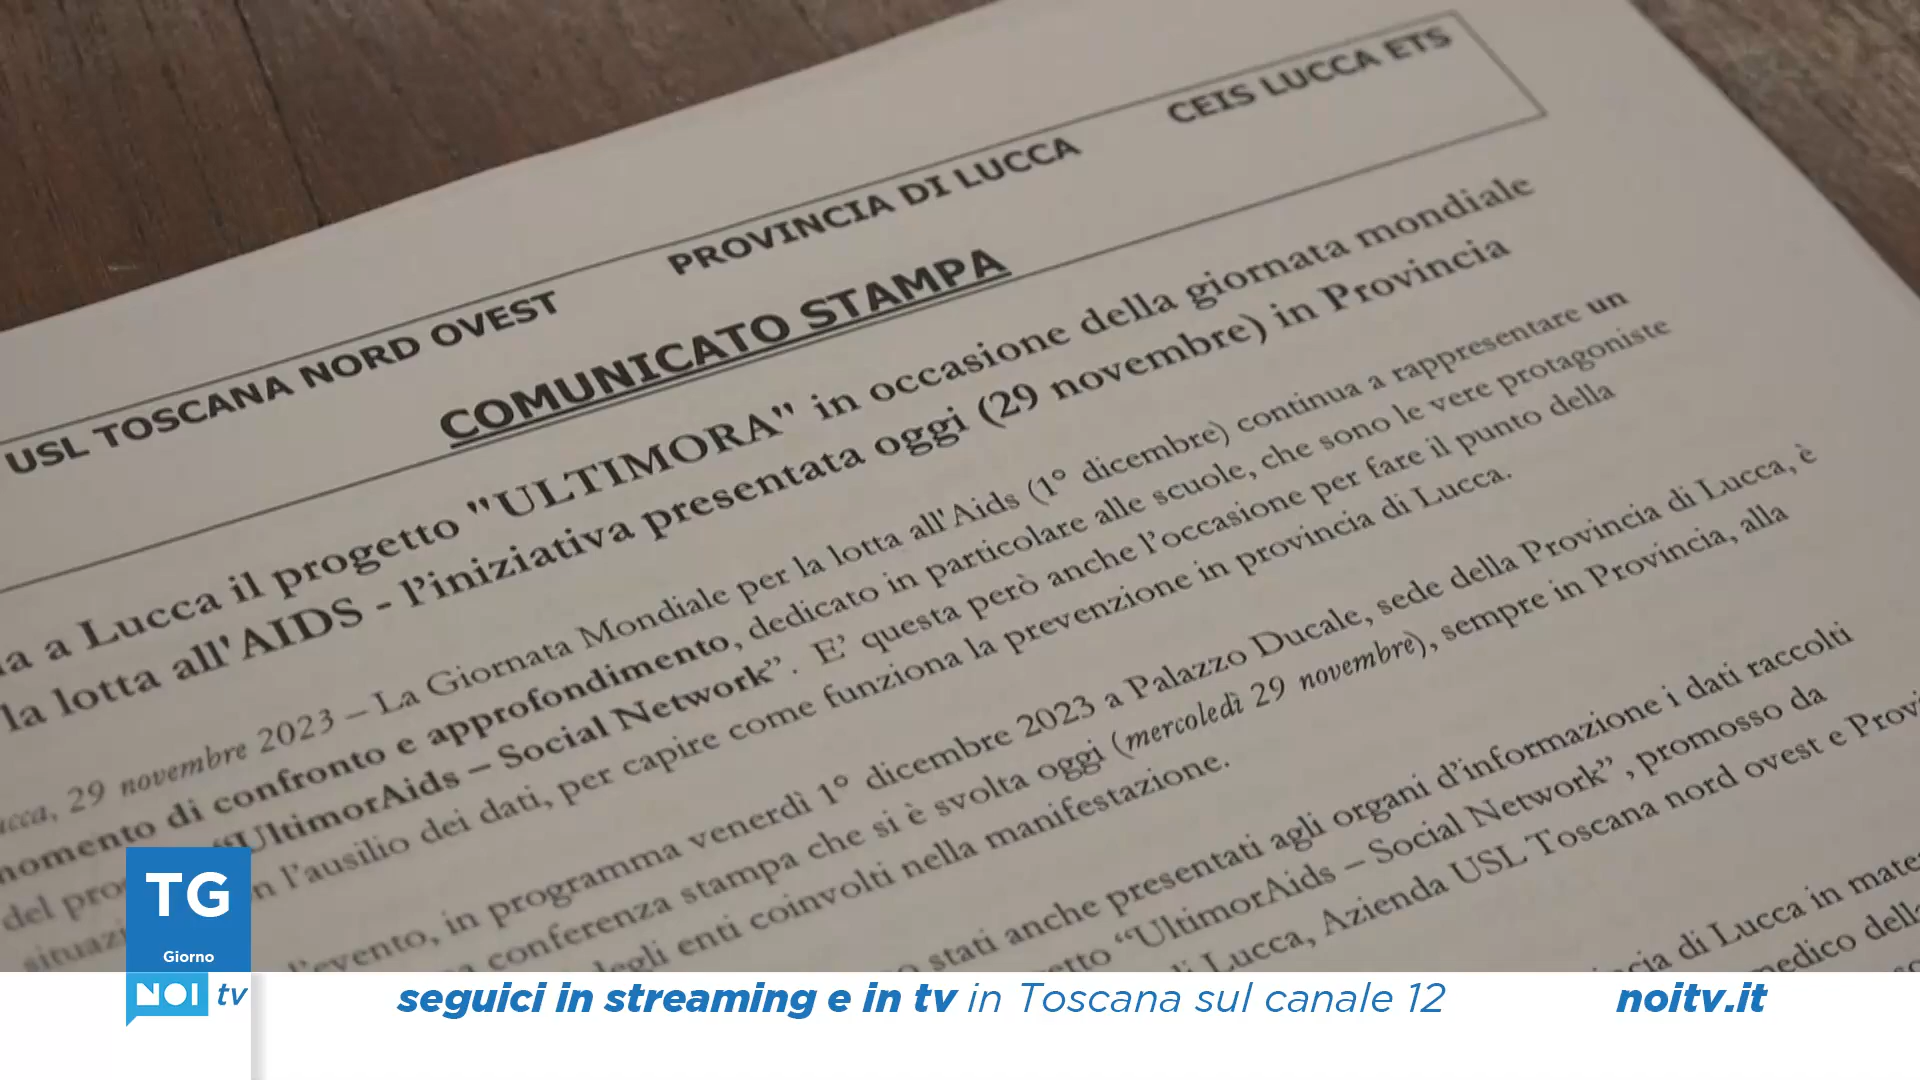 USL TOSCANA NORD OVEST PROVINCIA DI LUCCA CEIS LUCCA ETS
COMUNICATO STAMPA
a Lucca il progetto "ULTIMORA" in occasione della giornata mondiale
la lotta all'AIDS - l'iniziativa presentata oggi (29 novembre) in Provincia
29 novembre 2023 – La Giornata Mondiale per la lotta all'Aids (1° dicembre) continua a rappresentare un
momento di confronto e approfondimento, dedicato in particolare alle scuole, che sono le vere protagoniste
del "UltimorAids – Social Network". E' questa però anche l'occasione per fare il punto della
l'ausilio dei dati, per capire come funziona la prevenzione in provincia di Lucca.
l'evento, in programma venerdì 1° dicembre 2023 a Palazzo Ducale, sede della Provincia di Lucca, è
conferenza stampa che si è svolta oggi (mercoledì 29 novembre), sempre in Provincia, alla
degli enti coinvolti nella manifestazione.
stati anche presentati agli organi d'informazione i dati raccolti
"UltimorAids – Social Network", promosso da
Lucca, Azienda USL Toscana nord ovest e
di Lucca in
medico della
TG
Giorno
NOI tv
seguici in streaming e in tv in Toscana sul canale 12
noitv.it